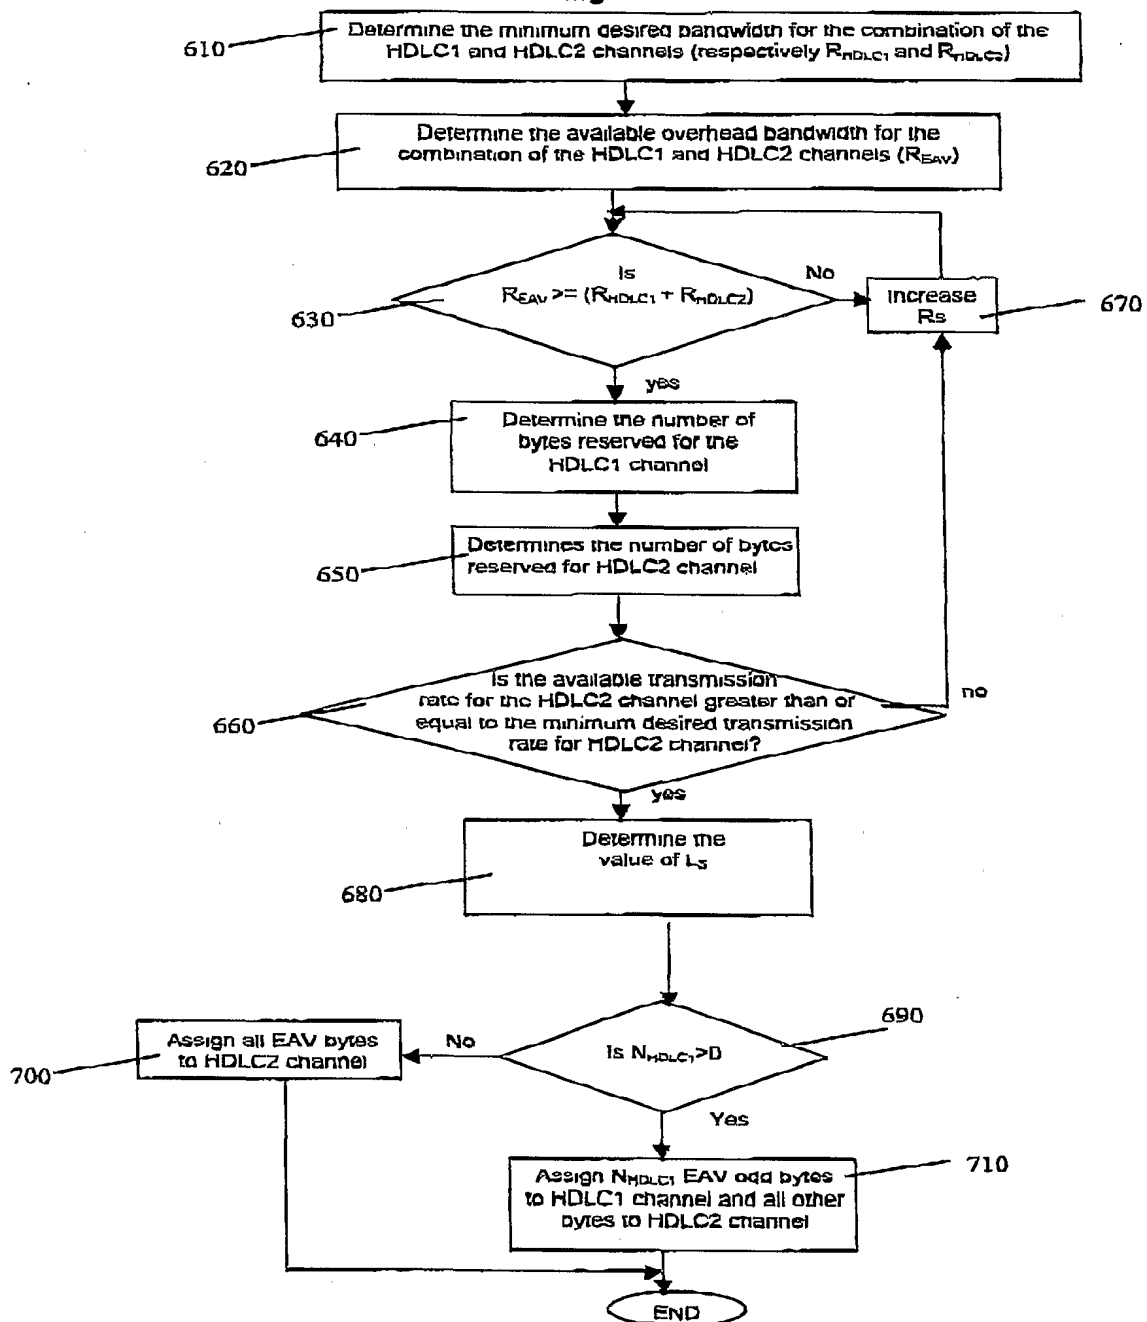 610
Determine the minimum desired bandwidth for the combination of the
HDLC1 and HDLC2 channels (respectively RHDLC1 and RHDLC2)
620
Determine the available overhead bandwidth for the
combination of the HDLC1 and HDLC2 channels (REAV)
630
Is
REAV >= (RHDLC1 + RHDLC2)
No
Increase
Rs
670
yes
640
Determine the number of
bytes reserved for the
HDLC1 channel
650
Determines the number of bytes
reserved for HDLC2 channel
660
Is the available transmission
rate for the HDLC2 channel greater than or
equal to the minimum desired transmission
rate for HDLC2 channel?
no
yes
680
Determine the
value of Ls
690
Is NHDLC1>0
No
700
Assign all EAV bytes
to HDLC2 channel
Yes
710
Assign NHDLC1 EAV odd bytes
to HDLC1 channel and all other
bytes to HDLC2 channel
END